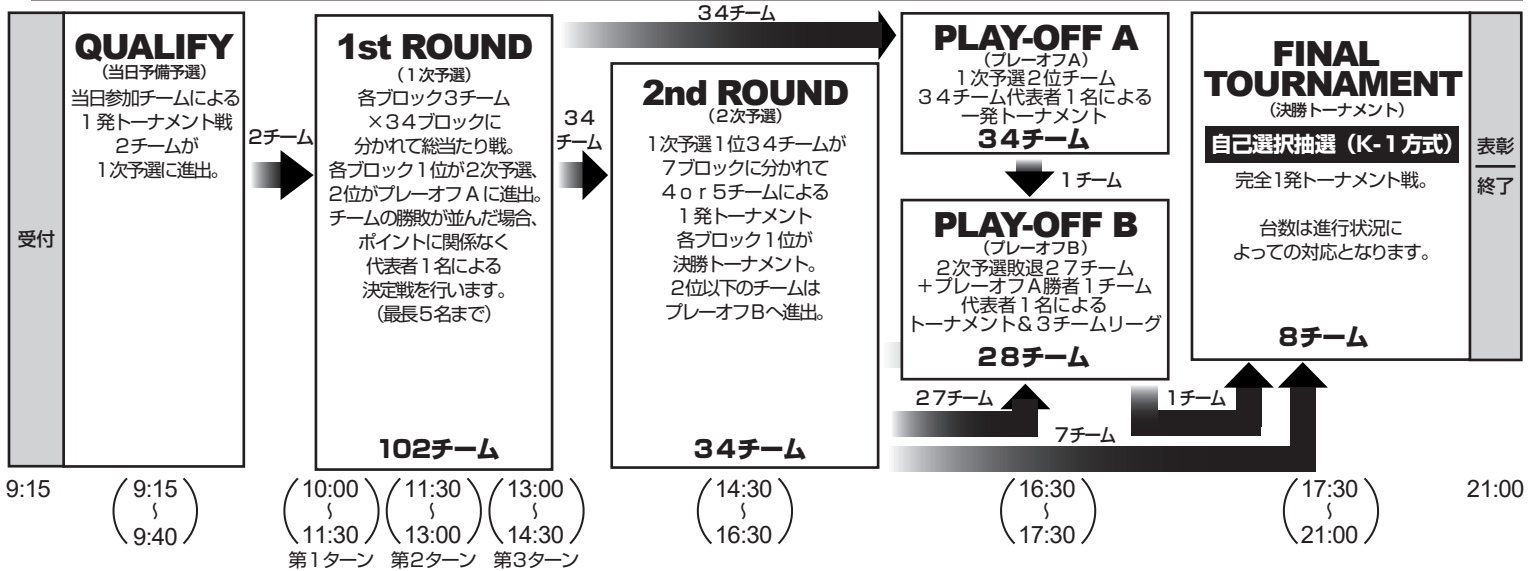 受付
9:15
QUALIFY
(当日予備予選)
当日参加チームによる
1発トーナメント戦
2チームが
1次予選に進出。
(9:15
〜
9:40)
2チーム
1st ROUND
(1次予選)
各ブロック3チーム
×34ブロックに
分かれて総当たり戦。
各ブロック1位が2次予選、
2位がプレーオフAに進出。
チームの勝敗が並んだ場合、
ポイントに関係なく
代表者1名による
決定戦を行います。
(最長5名まで)
102チーム
(10:00
〜
11:30)
第1ターン
(11:30
〜
13:00)
第2ターン
(13:00
〜
14:30)
第3ターン
34チーム
34
チーム
2nd ROUND
(2次予選)
1次予選1位34チームが
7ブロックに分かれて
4or5チームによる
1発トーナメント
各ブロック1位が
決勝トーナメント。
2位以下のチームは
プレーオフBへ進出。
34チーム
(14:30
〜
16:30)
PLAY-OFF A
(プレーオフA)
1次予選2位チーム
34チーム代表者1名による
一発トーナメント
34チーム
1チーム
PLAY-OFF B
(プレーオフB)
2次予選敗退27チーム
+プレーオフA勝者1チーム
代表者1名による
トーナメント&3チームリーグ
28チーム
27チーム
1チーム
7チーム
(16:30
〜
17:30)
FINAL
TOURNAMENT
(決勝トーナメント)
自己選択抽選(K-1方式)
完全1発トーナメント戦。
台数は進行状況に
よっての対応となります。
8チーム
(17:30
〜
21:00)
表彰
終了
21:00